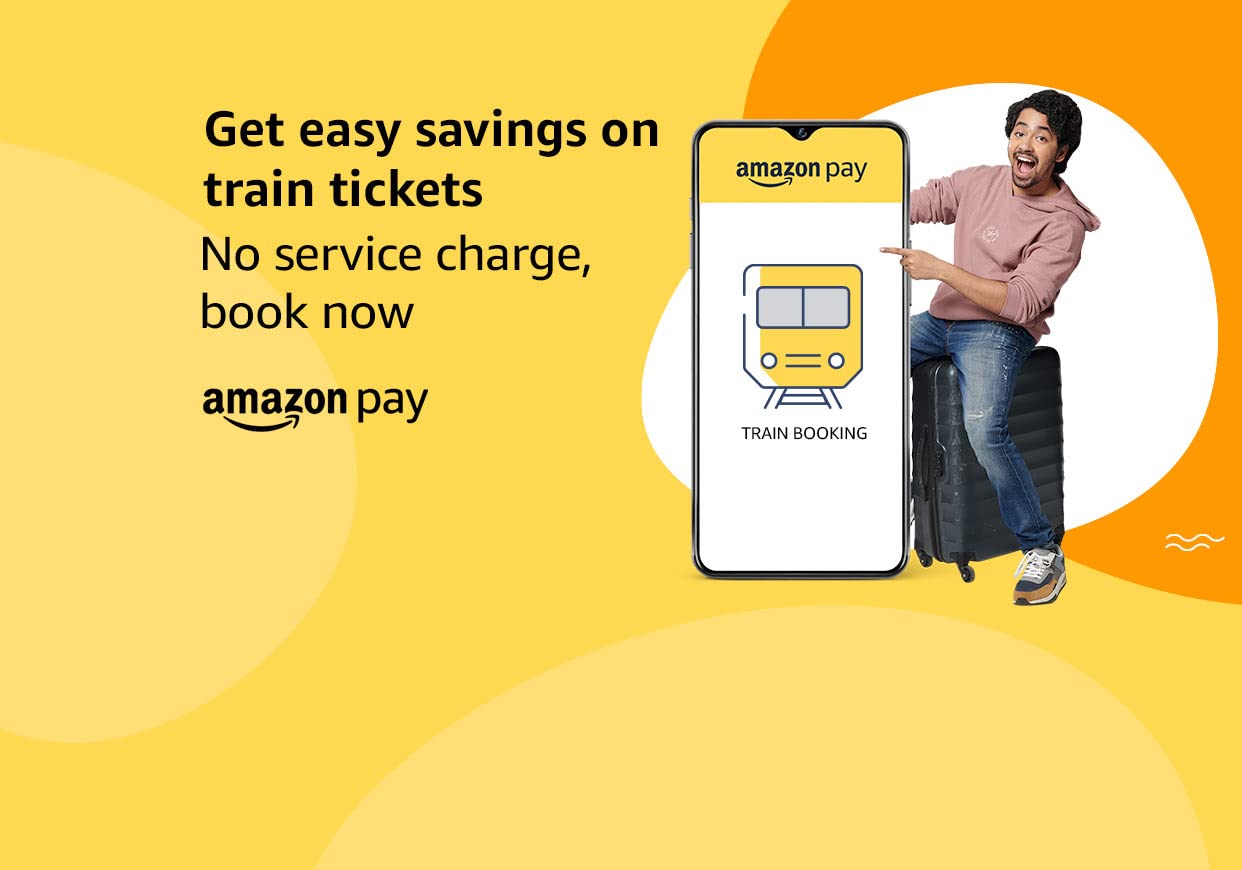 Get easy savings on
train tickets
No service charge,
book now
amazon pay
amazon pay
TRAIN BOOKING